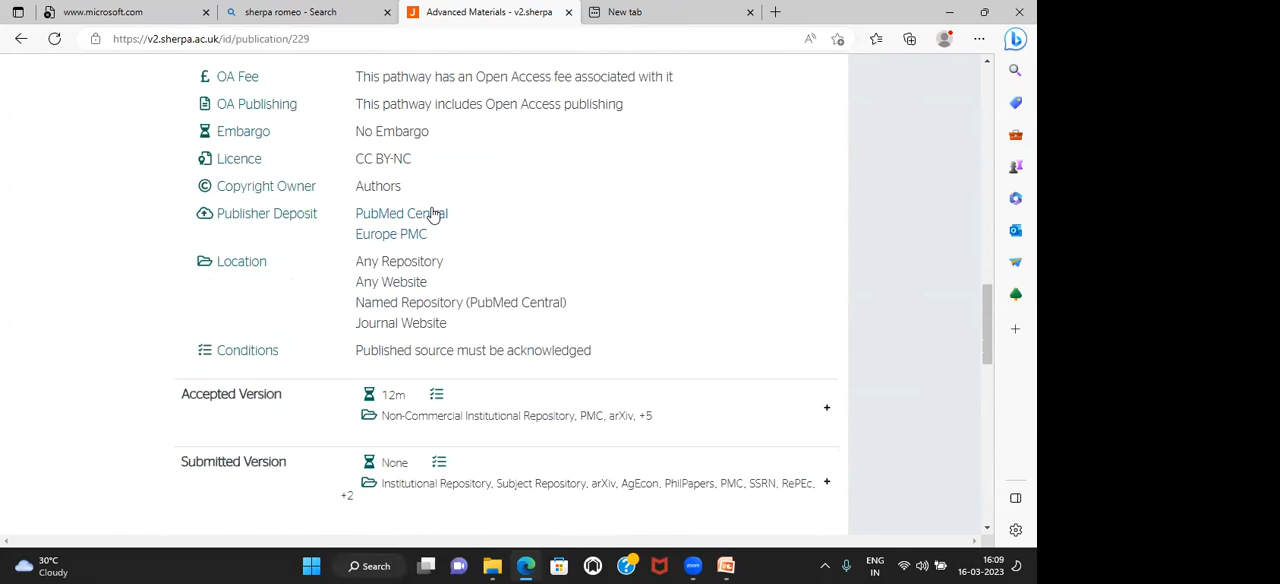 www.microsoft.com
sherpa romeo - Search
Advanced Materials - v2.sherpa
New tab
https://v2.sherpa.ac.uk/id/publication/229
OA Fee This pathway has an Open Access fee associated with it
OA Publishing This pathway includes Open Access publishing
Embargo No Embargo
Licence CC BY-NC
Copyright Owner Authors
Publisher Deposit PubMed Central
Europe PMC
Location Any Repository
Any Website
Named Repository (PubMed Central)
Journal Website
Conditions Published source must be acknowledged
Accepted Version 12m
Non-Commercial Institutional Repository, PMC, arXiv, +5
Submitted Version None
Institutional Repository, Subject Repository, arXiv, AgEcon, PhilPapers, PMC, SSRN, RePEc,
+2
30°C
Cloudy
Search
zoom
ENG
IN
16:09
16-03-2023